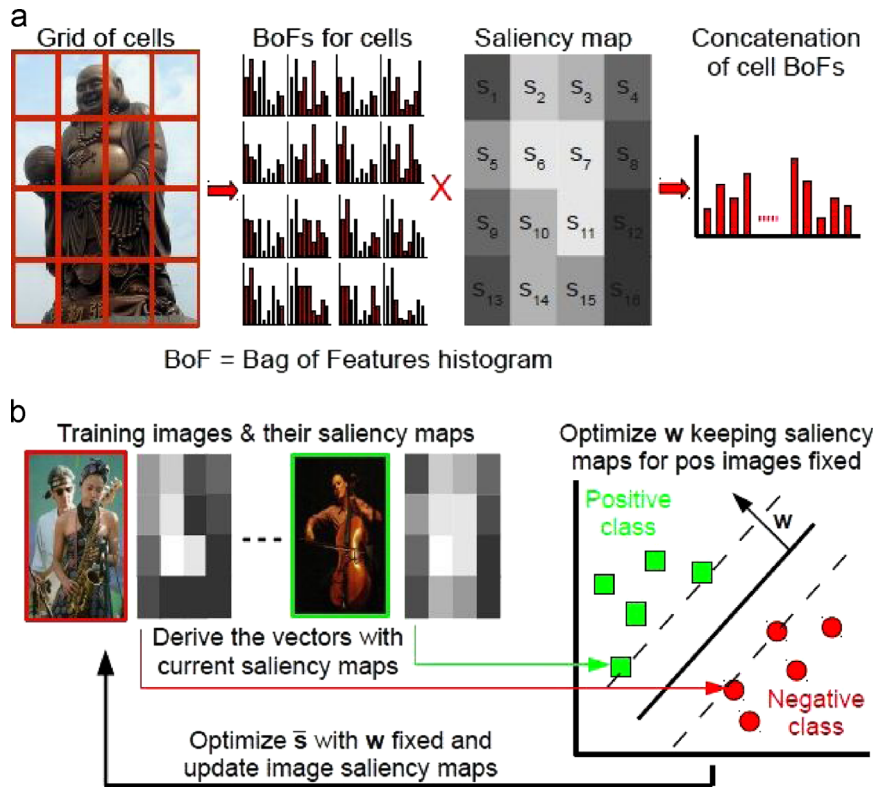 a
Grid of cells
BoFs for cells
Saliency map
Concatenation
of cell BoFs
S1 S2 S3 S4
S5 S6 S7 S8
S9 S10 S11 S12
S13 S14 S15 S16
X
BoF = Bag of Features histogram
b
Training images & their saliency maps
Optimize w keeping saliency
maps for pos images fixed
Positive
class
w
Derive the vectors with
current saliency maps
Negative
class
Optimize s̄ with w fixed and
update image saliency maps